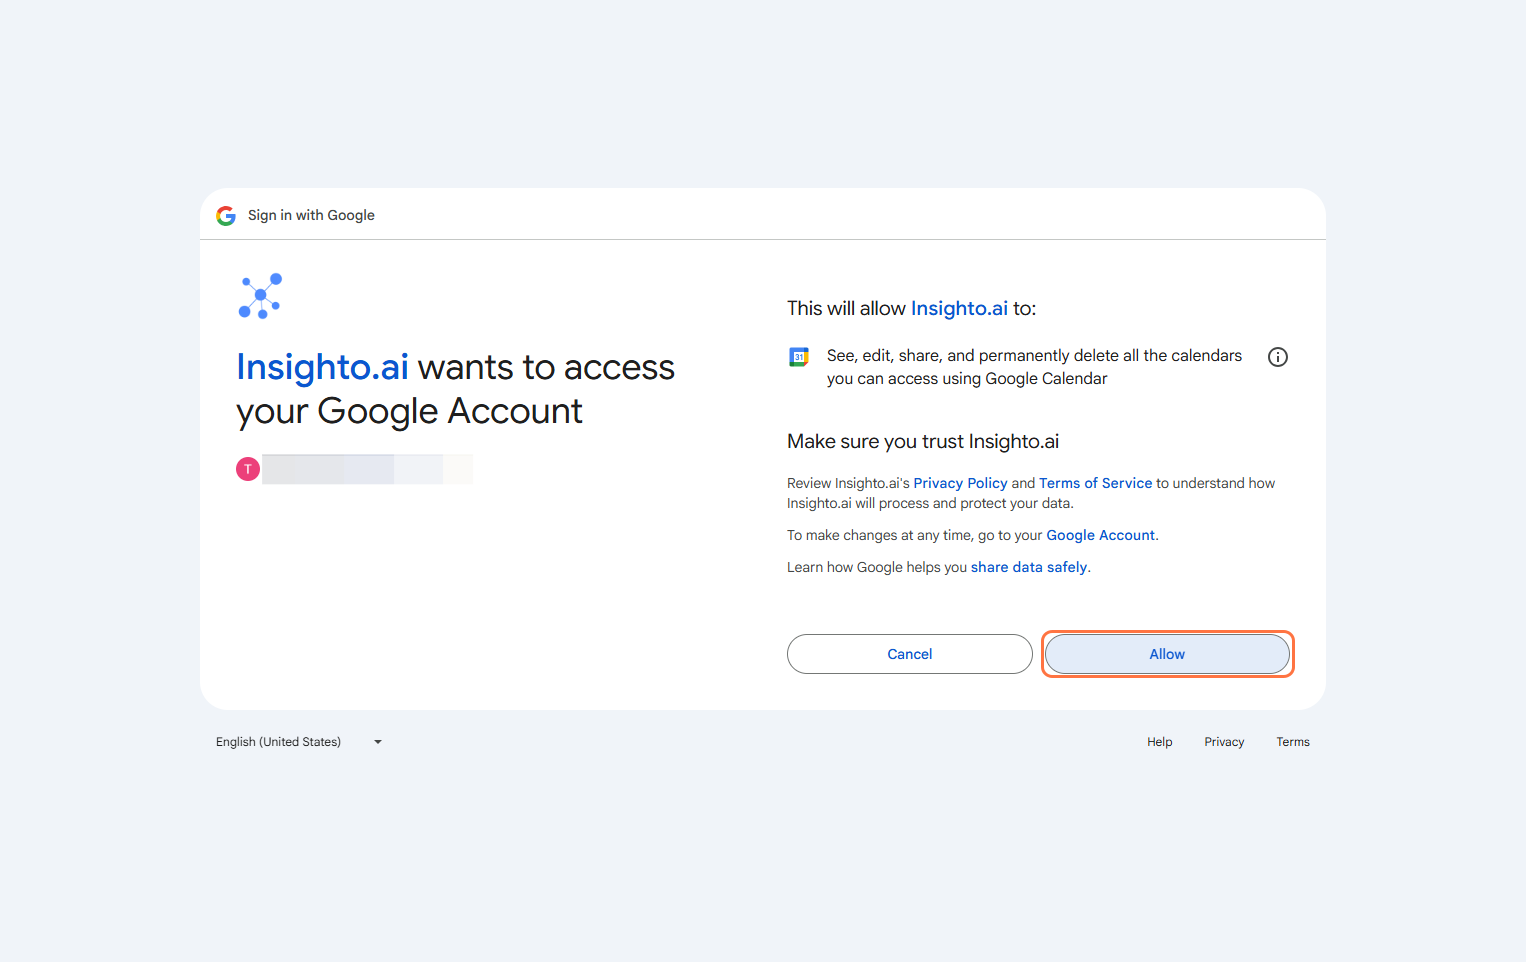 Sign in with Google
Insighto.ai wants to access
your Google Account
T
This will allow Insighto.ai to:
31
See, edit, share, and permanently delete all the calendars
you can access using Google Calendar
Make sure you trust Insighto.ai
Review Insighto.ai's Privacy Policy and Terms of Service to understand how
Insighto.ai will process and protect your data.
To make changes at any time, go to your Google Account.
Learn how Google helps you share data safely.
Cancel
Allow
English (United States)
Help
Privacy
Terms